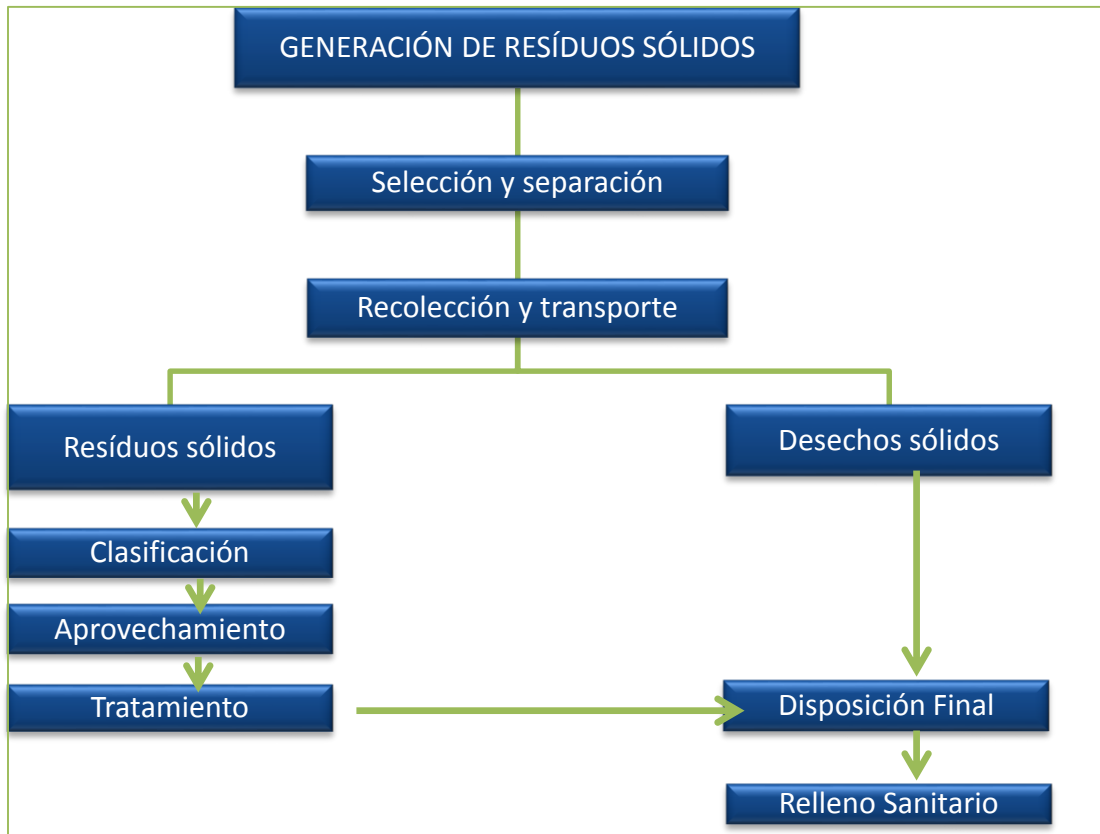 GENERACIÓN DE RESÍDUOS SÓLIDOS
Selección y separación
Recolección y transporte
Resíduos sólidos
Desechos sólidos
Clasificación
Aprovechamiento
Tratamiento
Disposición Final
Relleno Sanitario